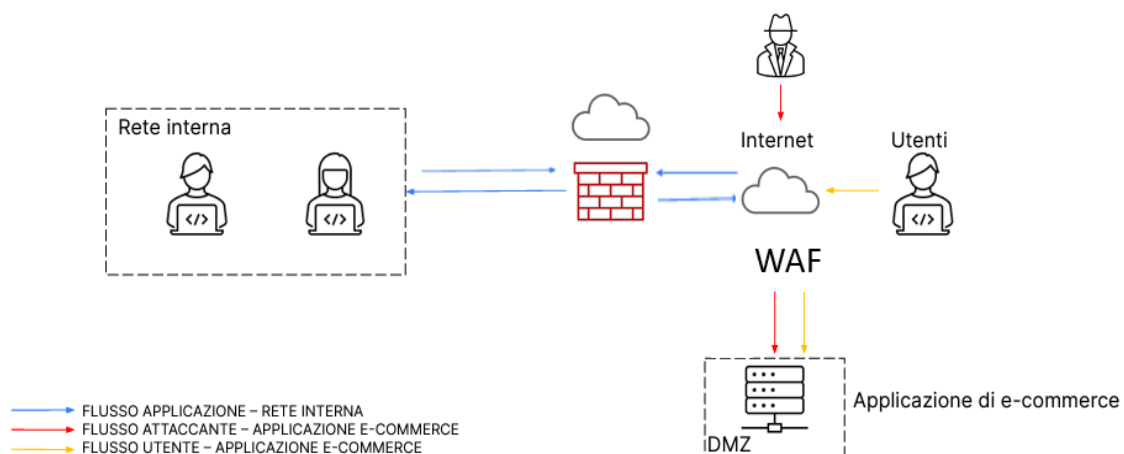 Rete interna
Internet
Utenti
WAF
Applicazione di e-commerce
DMZ
FLUSSO APPLICAZIONE – RETE INTERNA
FLUSSO ATTACCANTE – APPLICAZIONE E-COMMERCE
FLUSSO UTENTE – APPLICAZIONE E-COMMERCE